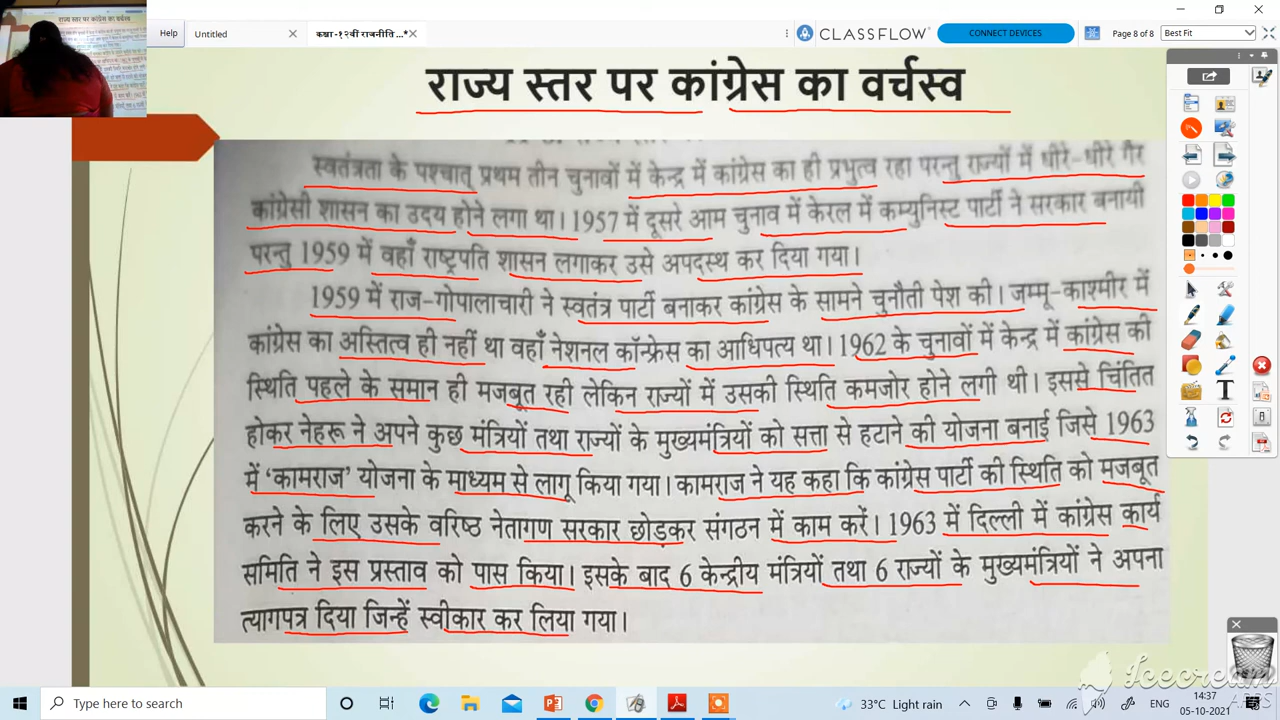 राज्य स्तर पर कांग्रेस का वर्चस्व
Help
Untitled
कक्षा-१२वीं राजनीति ...*
CLASSFLOW
CONNECT DEVICES
Page 8 of 8
Best Fit
राज्य स्तर पर कांग्रेस का वर्चस्व
स्वतंत्रता के पश्चात् प्रथम तीन चुनावों में केन्द्र में कांग्रेस का ही प्रभुत्व रहा परन्तु राज्यों में धीरे-धीरे गैर
कांग्रेसी शासन का उदय होने लगा था। 1957 में दूसरे आम चुनाव में केरल में कम्युनिस्ट पार्टी ने सरकार बनायी
परन्तु 1959 में वहाँ राष्ट्रपति शासन लगाकर उसे अपदस्थ कर दिया गया।
1959 में राज-गोपालाचारी ने स्वतंत्र पार्टी बनाकर कांग्रेस के सामने चुनौती पेश की। जम्मू-काश्मीर में
कांग्रेस का अस्तित्व ही नहीं था वहाँ नेशनल कॉन्फ्रेस का आधिपत्य था। 1962 के चुनावों में केन्द्र में कांग्रेस की
स्थिति पहले के समान ही मजबूत रही लेकिन राज्यों में उसकी स्थिति कमजोर होने लगी थी। इससे चिंतित
होकर नेहरू ने अपने कुछ मंत्रियों तथा राज्यों के मुख्यमंत्रियों को सत्ता से हटाने की योजना बनाई जिसे 1963
में ‘कामराज’ योजना के माध्यम से लागू किया गया। कामराज ने यह कहा कि कांग्रेस पार्टी की स्थिति को मजबूत
करने के लिए उसके वरिष्ठ नेतागण सरकार छोड़कर संगठन में काम करें। 1963 में दिल्ली में कांग्रेस कार्य
समिति ने इस प्रस्ताव को पास किया। इसके बाद 6 केन्द्रीय मंत्रियों तथा 6 राज्यों के मुख्यमंत्रियों ने अपना
त्यागपत्र दिया जिन्हें स्वीकार कर लिया गया।
Icecream
APPS
Type here to search
33°C Light rain
ENG
14:37
05-10-2021